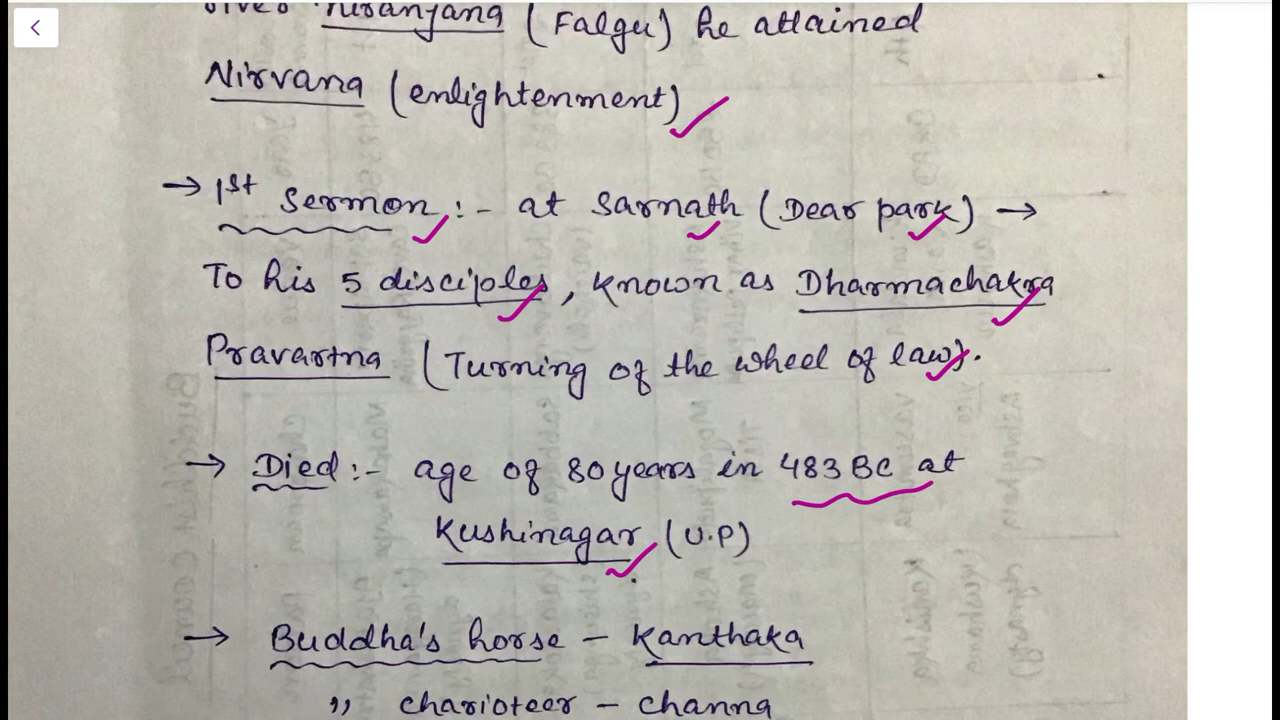 Niranjana (Falgu) he attained
Nirvana (enlightenment)
→ 1st Sermon :- at Sarnath (Dear park) →
To his 5 disciples, known as Dharmachakra
Pravartna (Turning of the wheel of law).
→ Died :- age of 80 years in 483 BC at
Kushinagar (U.P)
→ Buddha's horse - Kanthaka
,, charioteer - channa